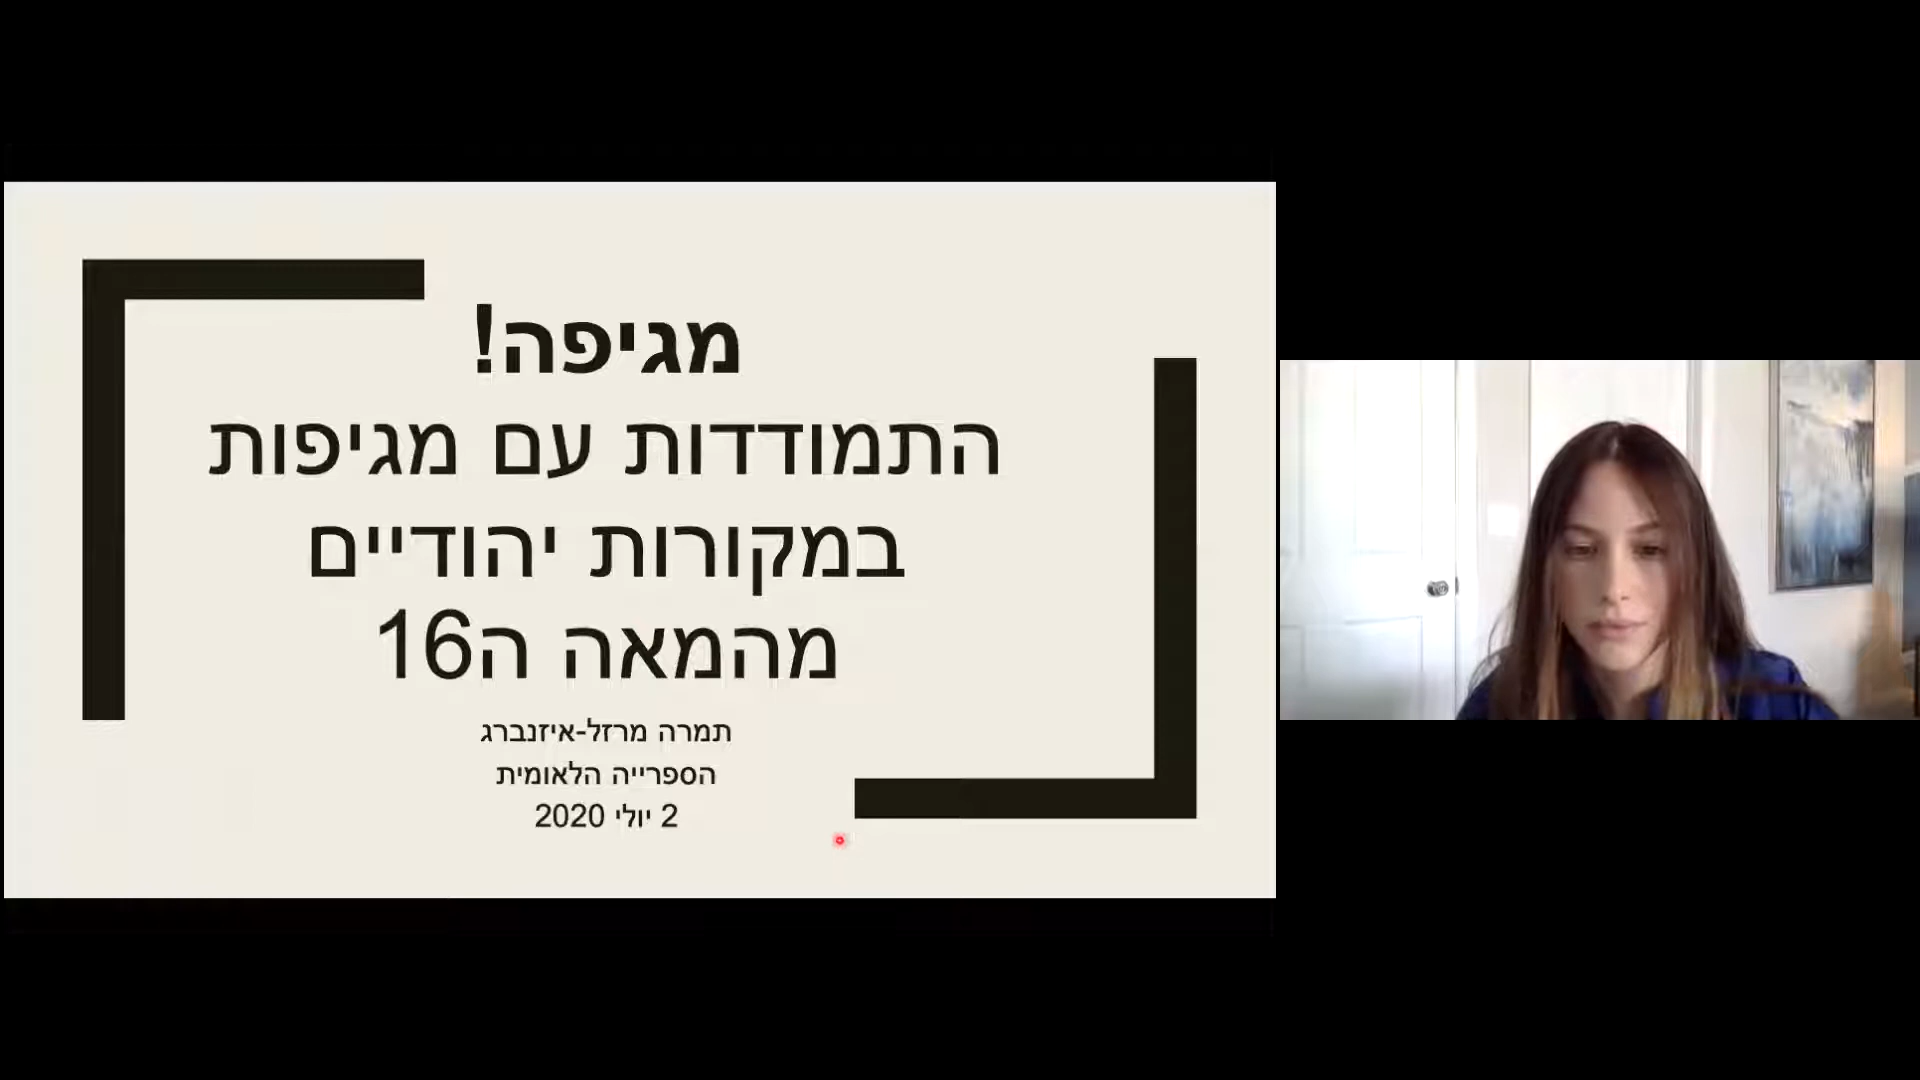 מגיפה!
התמודדות עם מגיפות
במקורות יהודיים
מהמאה ה16
תמרה מרזל-איזנברג
הספרייה הלאומית
2 יולי 2020